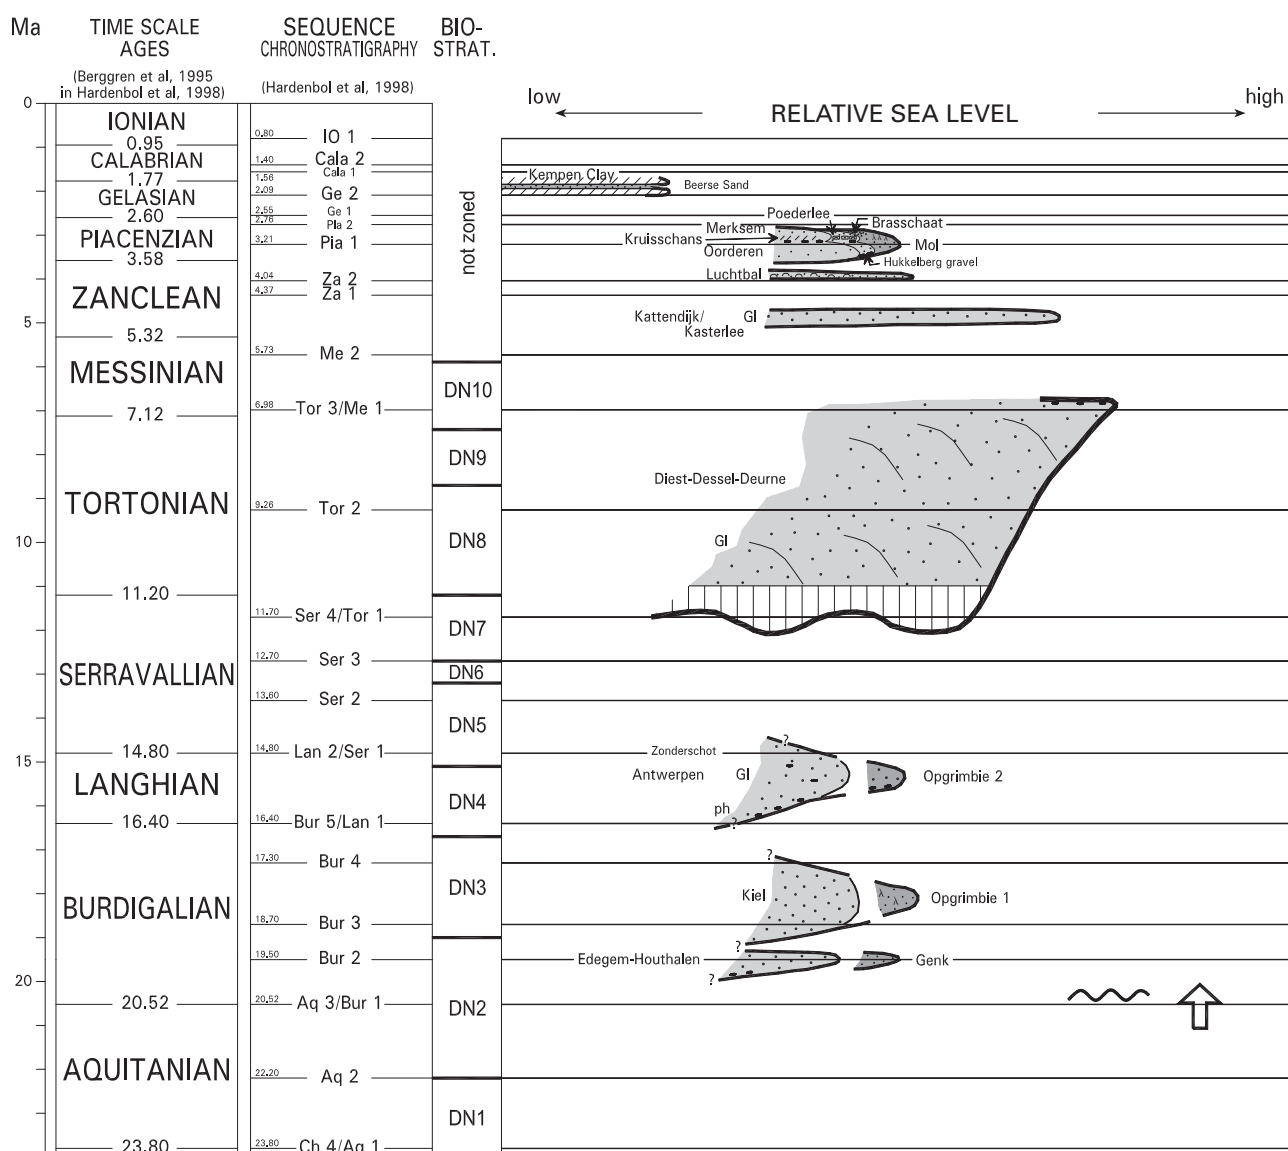 Ma
TIME SCALE
AGES
(Berggren et al, 1995
in Hardenbol et al, 1998)
SEQUENCE
CHRONOSTRATIGRAPHY
(Hardenbol et al, 1998)
BIO-
STRAT.
low
RELATIVE SEA LEVEL
high
0
5
10
15
20
IONIAN
0.95
CALABRIAN
1.77
GELASIAN
2.60
PIACENZIAN
3.58
ZANCLEAN
5.32
MESSINIAN
7.12
TORTONIAN
11.20
SERRAVALLIAN
14.80
LANGHIAN
16.40
BURDIGALIAN
20.52
AQUITANIAN
23.80
0.80 IO 1
1.40 Cala 2
1.56 Cala 1
2.09 Ge 2
2.55 Ge 1
2.76 Pla 2
3.21 Pia 1
4.04 Za 2
4.37 Za 1
5.73 Me 2
6.98 Tor 3/Me 1
9.26 Tor 2
11.70 Ser 4/Tor 1
12.70 Ser 3
13.60 Ser 2
14.80 Lan 2/Ser 1
16.40 Bur 5/Lan 1
17.30 Bur 4
18.70 Bur 3
19.50 Bur 2
20.52 Aq 3/Bur 1
22.20 Aq 2
23.80 Ch 4/Aq 1
not zoned
DN10
DN9
DN8
DN7
DN6
DN5
DN4
DN3
DN2
DN1
Kempen Clay
Beerse Sand
Poederlee
Merksem
Brasschaat
Kruisschans
Mol
Oorderen
Hukkelberg gravel
Luchtbal
Kattendijk/ Gl
Kasterlee
Diest-Dessel-Deurne
Gl
?
Zonderschot
Antwerpen Gl
Opgrimbie 2
ph
?
?
Kiel
Opgrimbie 1
?
Edegem-Houthalen
Genk
?